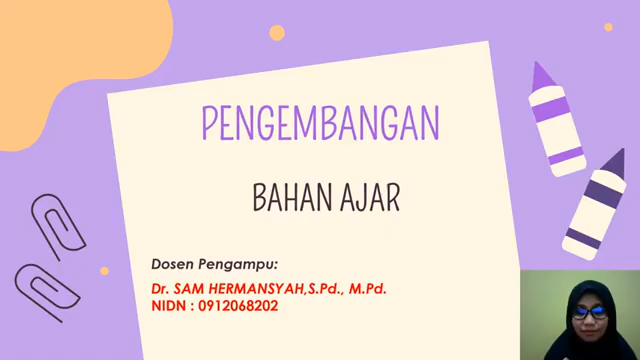 PENGEMBANGAN
BAHAN AJAR
Dosen Pengampu:
Dr. SAM HERMANSYAH,S.Pd., M.Pd.
NIDN : 0912068202